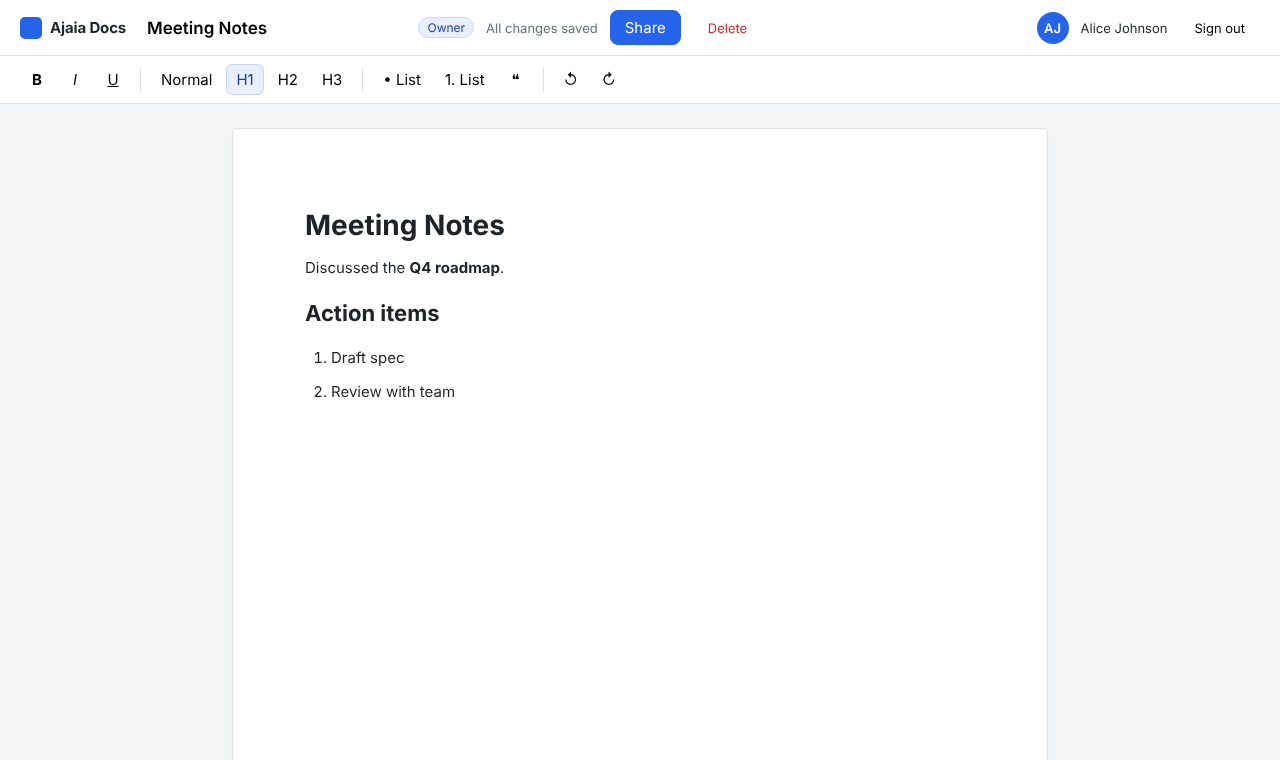 Ajaia Docs Meeting Notes Owner All changes saved Share Delete AJ Alice Johnson Sign out
B I U Normal H1 H2 H3 • List 1. List ❝
Meeting Notes
Discussed the Q4 roadmap.
Action items
1. Draft spec
2. Review with team